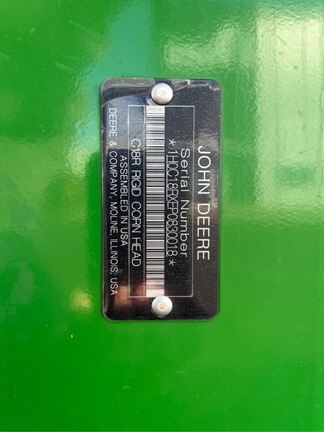 JOHN DEERE
Serial Number
*1H0C18RXEP0830018*
C18R RIGID CORN HEAD
ASSEMBLED IN USA
DEERE & COMPANY, MOLINE, ILLINOIS, USA